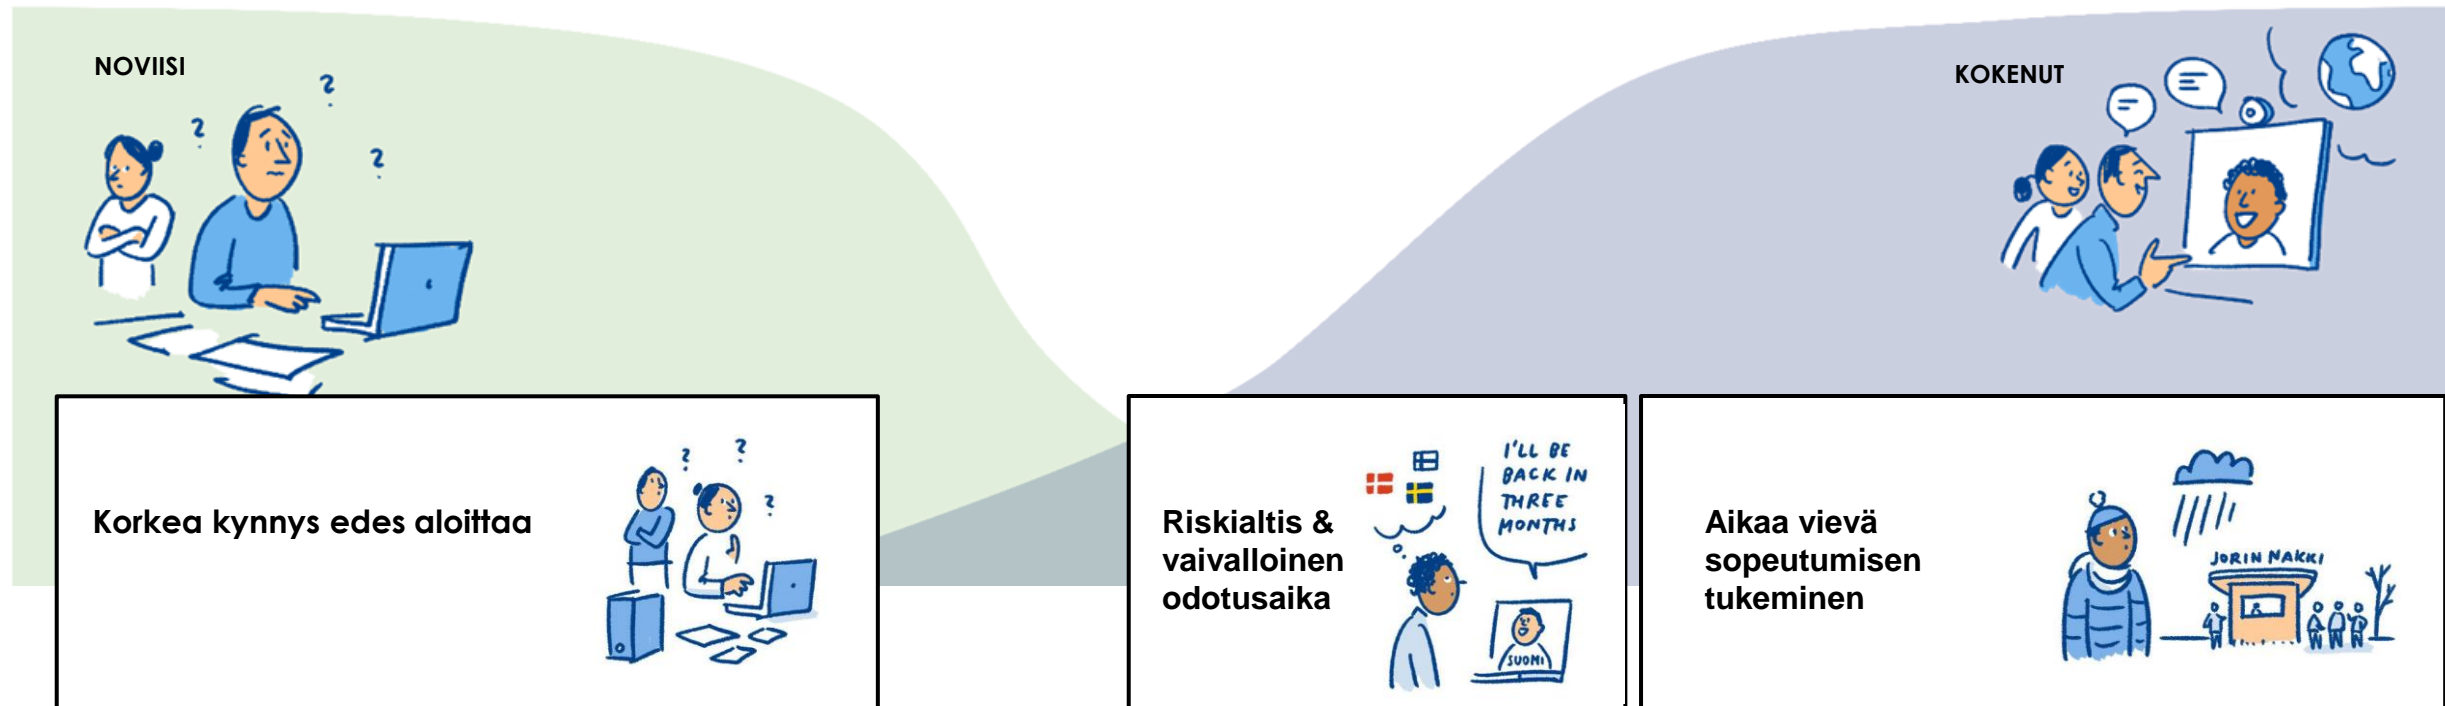 NOVIISI
KOKENUT
Korkea kynnys edes aloittaa
Riskialtis &
vaivalloinen
odotusaika
I'LL BE
BACK IN
THREE
MONTHS
SUOMI
Aikaa vievä
sopeutumisen
tukeminen
JORIN NAKKI